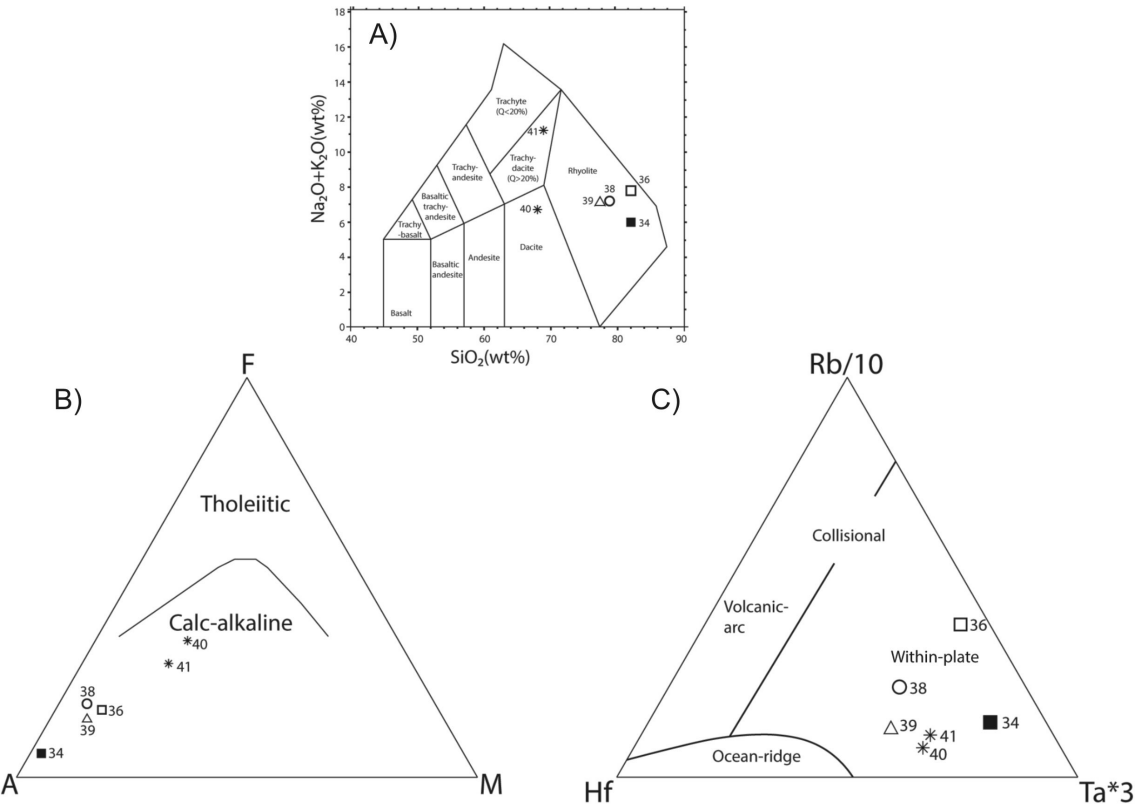 A)
Na₂O+K₂O(wt%)
18
16
14
12
10
8
6
4
2
0
40
50
60
70
80
90
SiO₂(wt%)
Trachyte
(Q<20%)
41
Trachy-
dacite
(Q>20%)
Trachy-
andesite
Basaltic
trachy-
andesite
Trachy
-basalt
Rhyolite
36
38
39
34
40
Dacite
Andesite
Basaltic
andesite
Basalt
B)
F
Tholeiitic
Calc-alkaline
40
41
38
36
39
34
A
M
C)
Rb/10
Collisional
Volcanic-
arc
36
Within-plate
38
39
34
41
40
Ocean-ridge
Hf
Ta*3